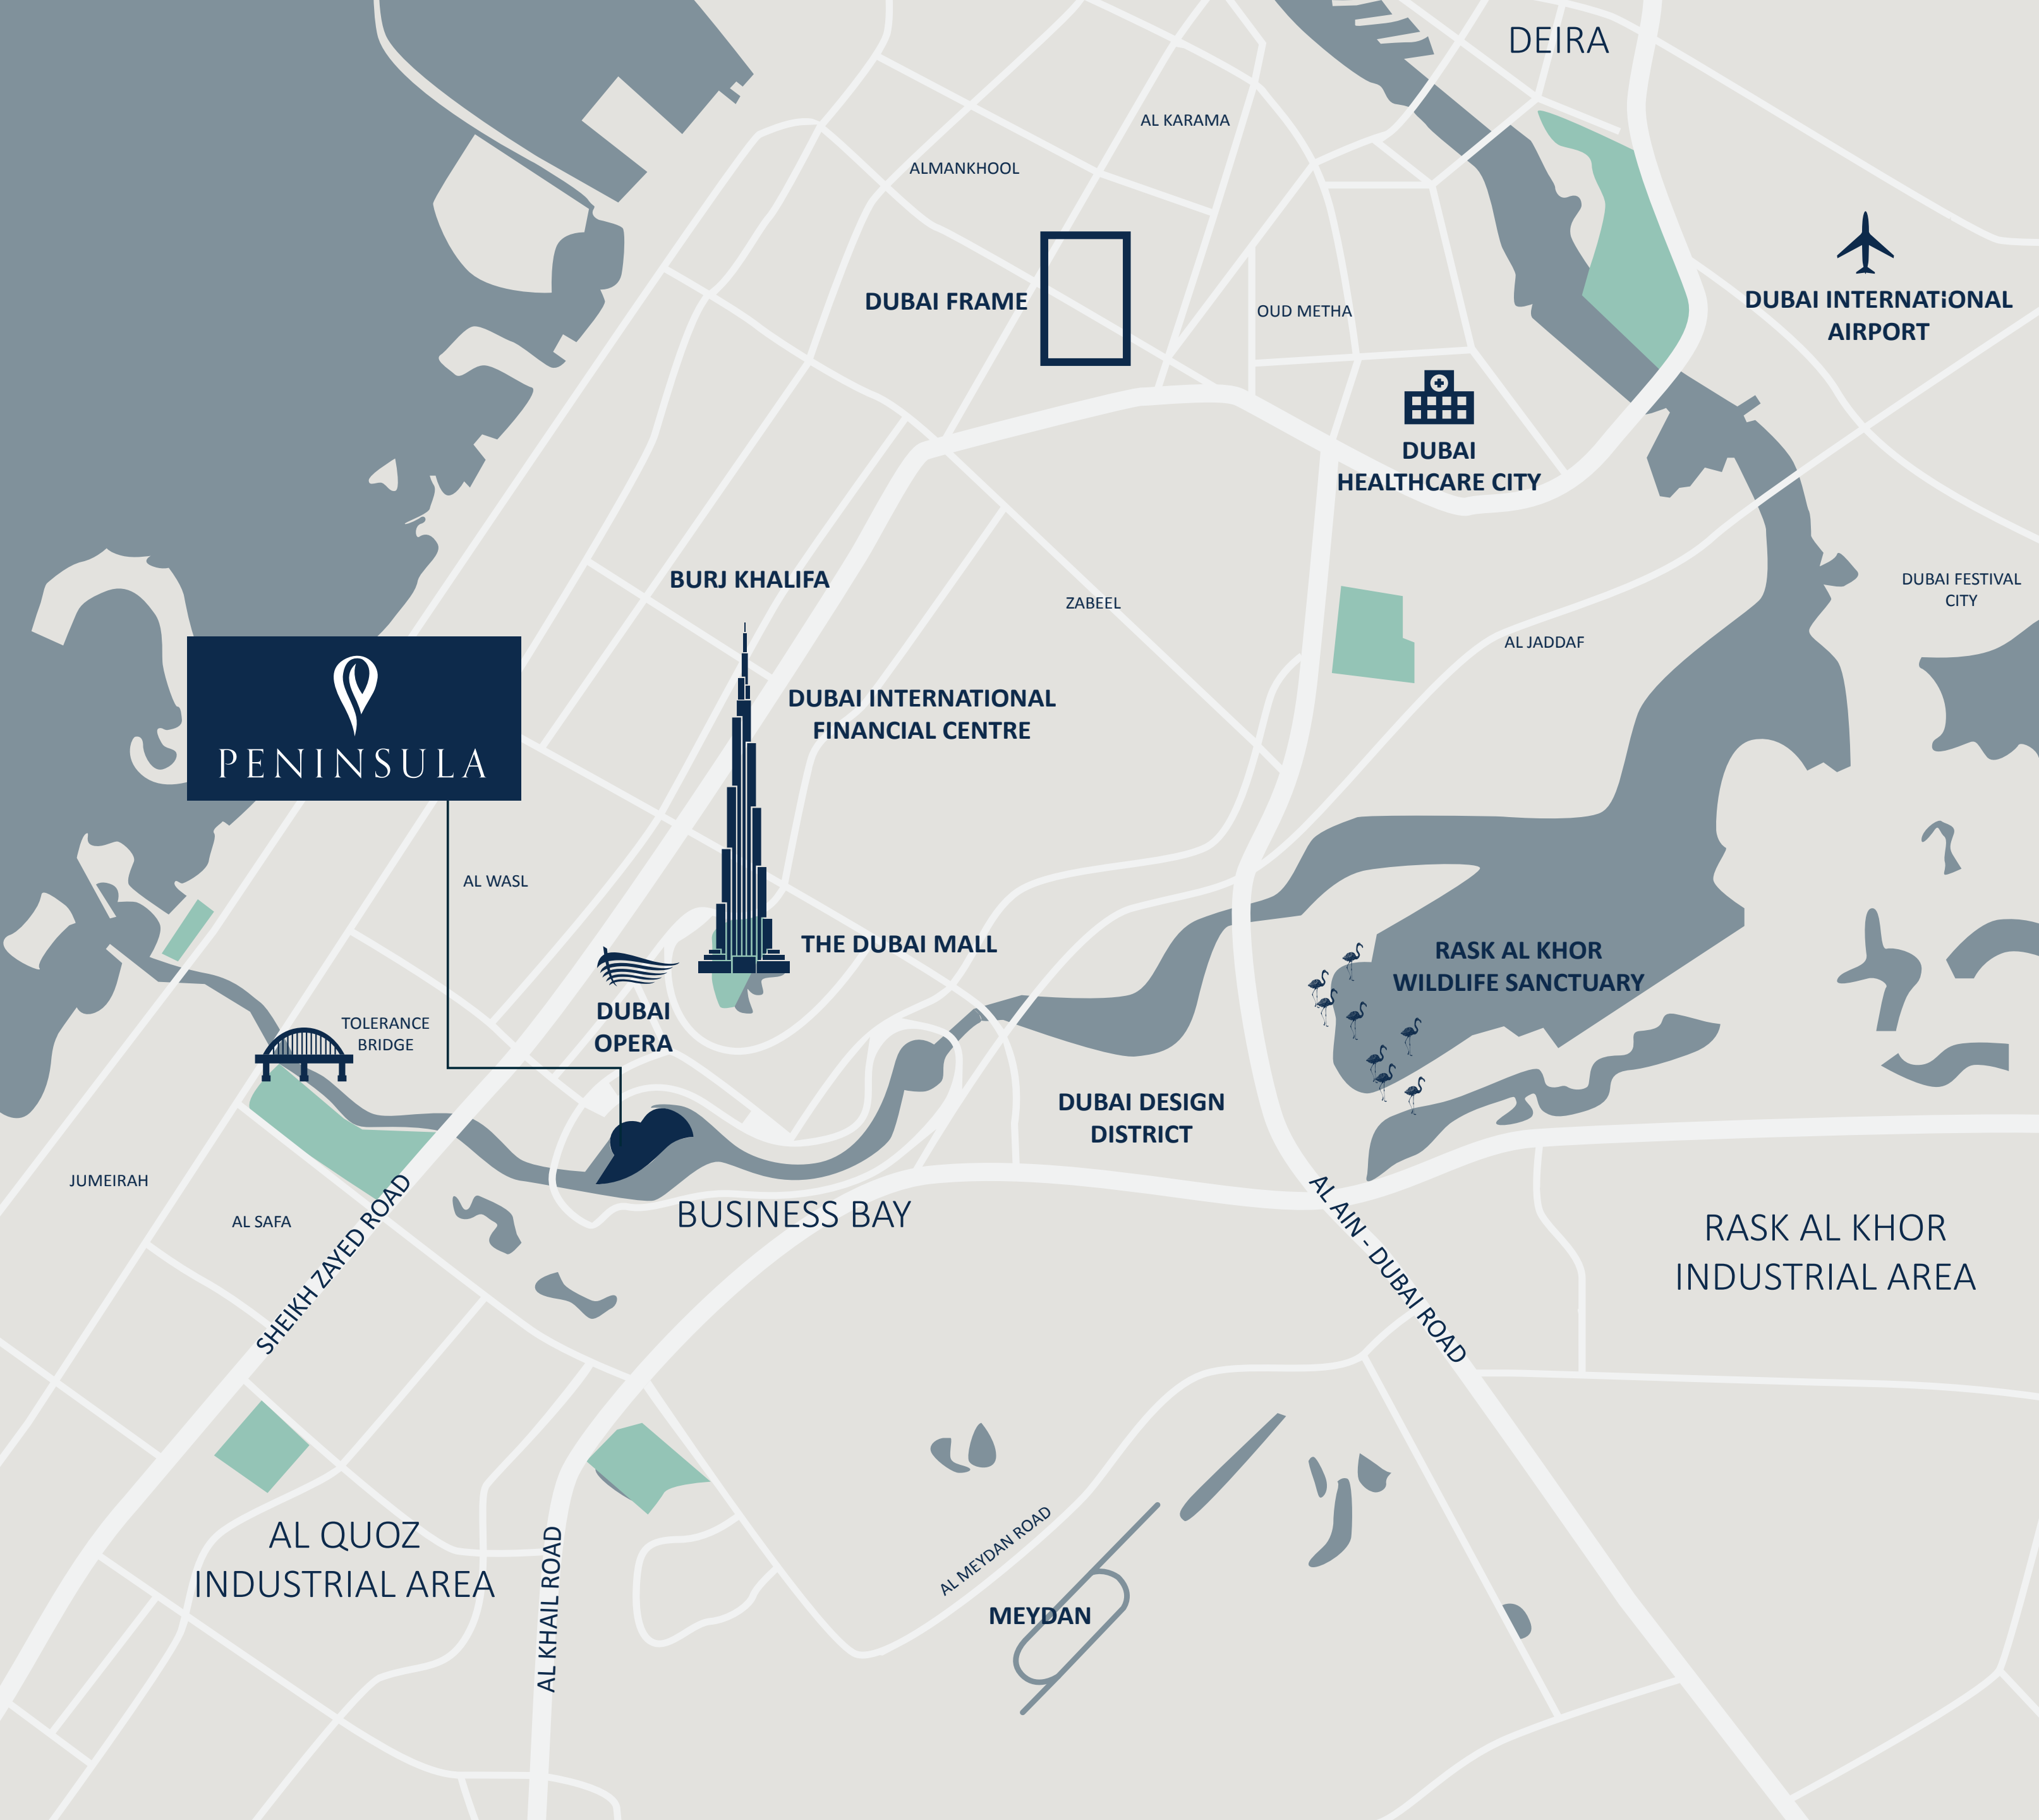 DEIRA
AL KARAMA
ALMANKHOOL
DUBAI FRAME
OUD METHA
DUBAI INTERNATiONAL
AIRPORT
DUBAI
HEALTHCARE CITY
BURJ KHALIFA
ZABEEL
DUBAI FESTIVAL
CITY
AL JADDAF
PENINSULA
DUBAI INTERNATIONAL
FINANCIAL CENTRE
AL WASL
THE DUBAI MALL
RASK AL KHOR
WILDLIFE SANCTUARY
DUBAI
OPERA
TOLERANCE
BRIDGE
DUBAI DESIGN
DISTRICT
JUMEIRAH
AL SAFA
SHEIKH ZAYED ROAD
BUSINESS BAY
AL AIN - DUBAI ROAD
RASK AL KHOR
INDUSTRIAL AREA
AL QUOZ
INDUSTRIAL AREA
AL KHAIL ROAD
AL MEYDAN ROAD
MEYDAN